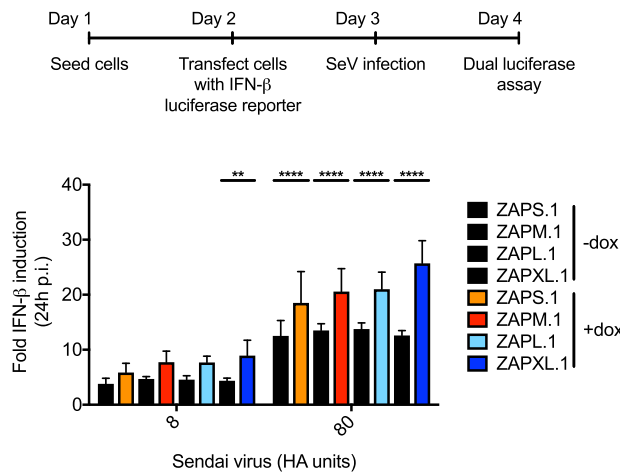 Day 1 Day 2 Day 3 Day 4
Seed cells
Transfect cells
with IFN-β
luciferase reporter
SeV infection
Dual luciferase
assay
** **** **** **** ****
Fold IFN-β induction
(24h p.i.)
40
30
20
10
0
8 80
Sendai virus (HA units)
ZAPS.1
ZAPM.1
ZAPL.1
ZAPXL.1
-dox
ZAPS.1
ZAPM.1
ZAPL.1
ZAPXL.1
+dox